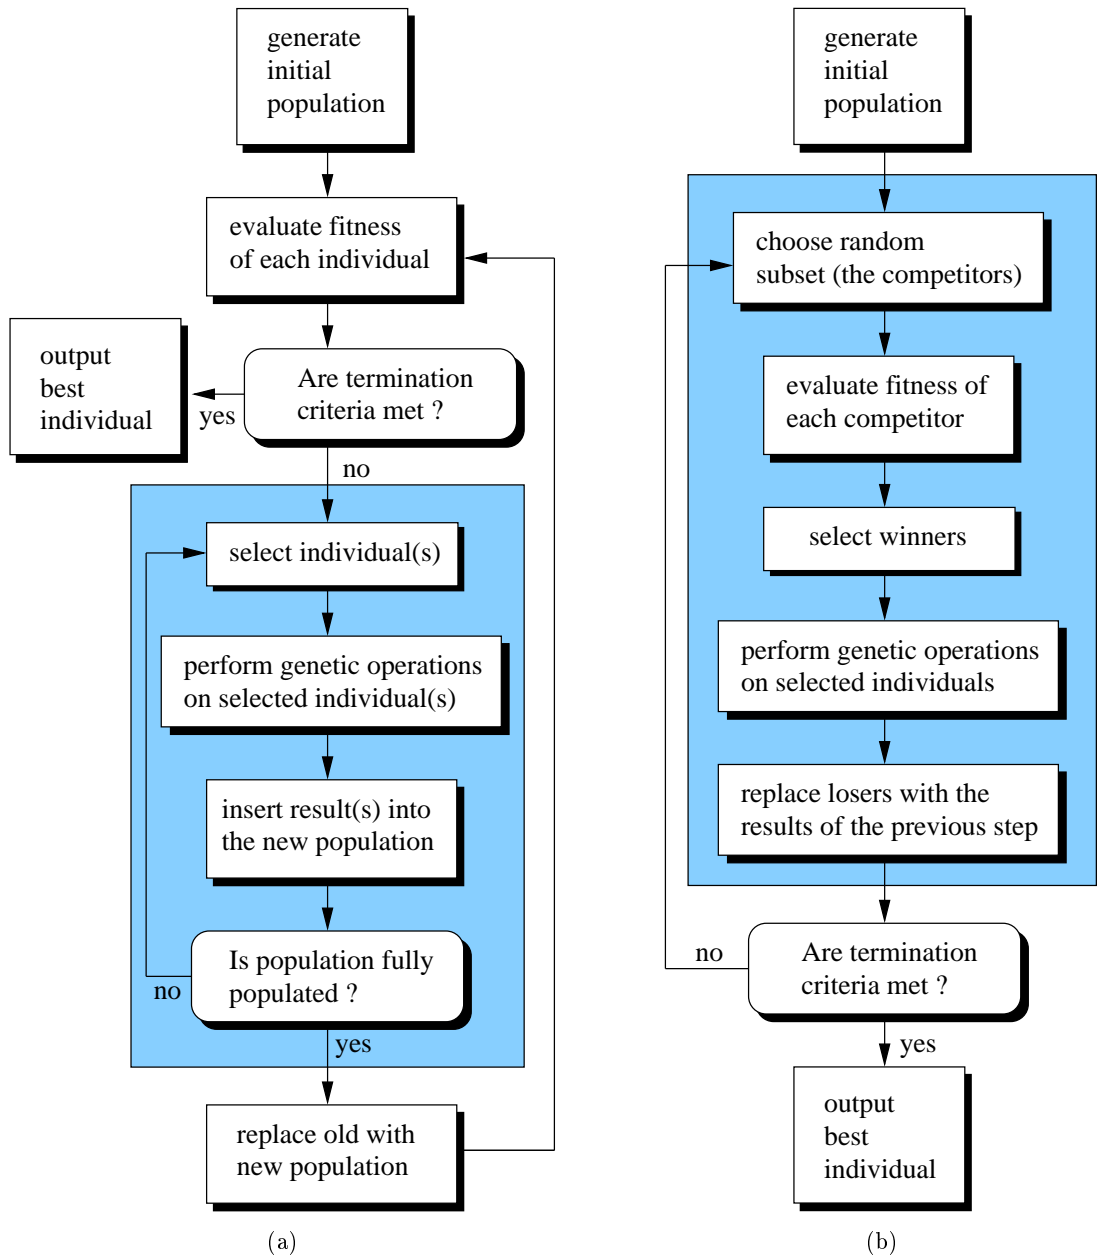 generate
initial
population
evaluate fitness
of each individual
output
best
individual
yes
Are termination
criteria met ?
no
select individual(s)
perform genetic operations
on selected individual(s)
insert result(s) into
the new population
Is population fully
populated ?
no
yes
replace old with
new population
(a)
generate
initial
population
choose random
subset (the competitors)
evaluate fitness of
each competitor
select winners
perform genetic operations
on selected individuals
replace losers with the
results of the previous step
no
Are termination
criteria met ?
yes
output
best
individual
(b)